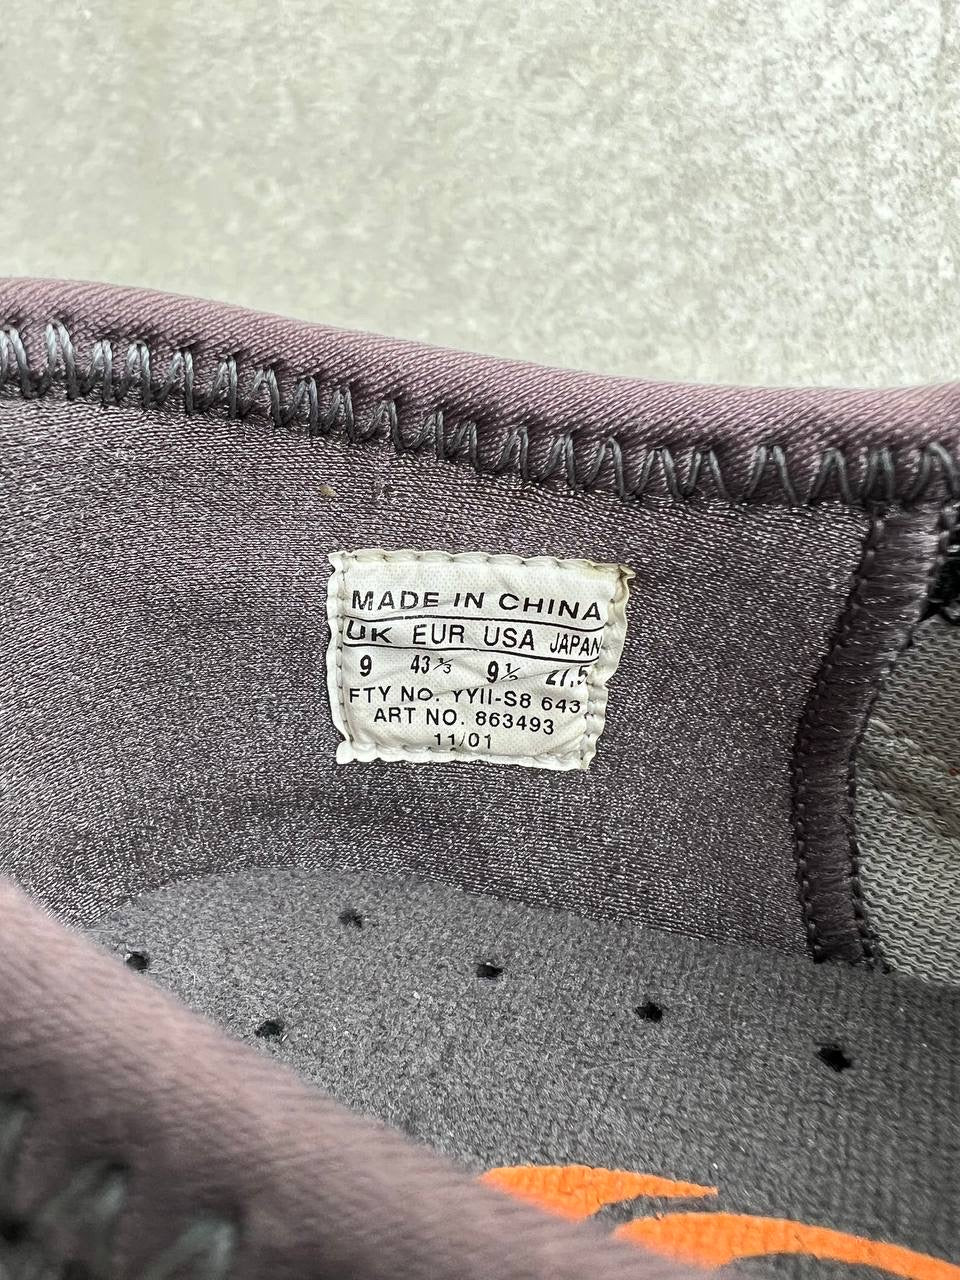 MADE IN CHINA
UK EUR USA JAPAN
9 43⅓ 9½ 27,5
FTY NO. YYII-S8 643
ART NO. 863493
11/01